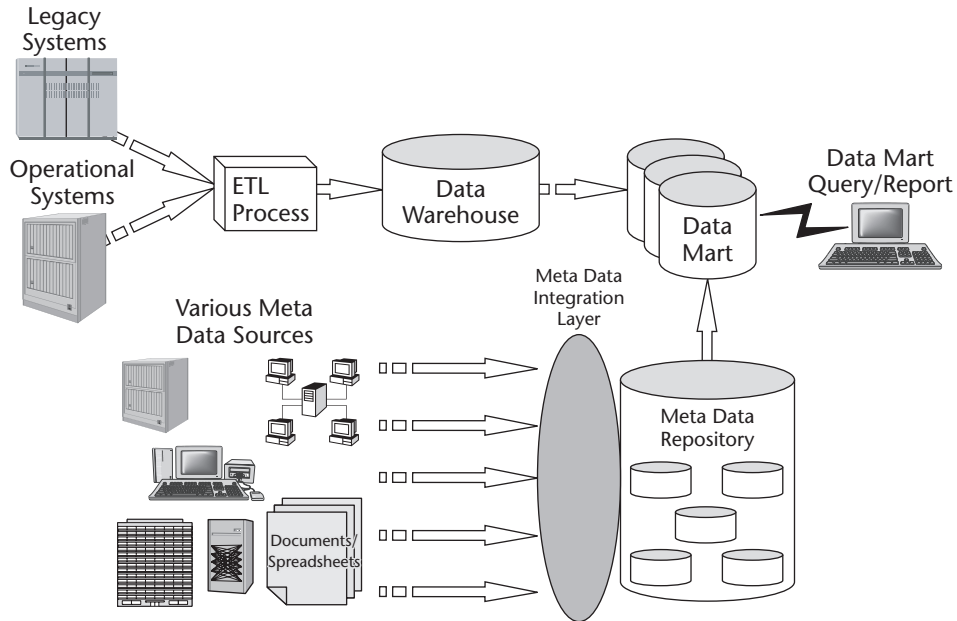 Legacy
Systems
Operational
Systems
ETL
Process
Data
Warehouse
Data
Mart
Data Mart
Query/Report
Various Meta
Data Sources
Meta Data
Integration
Layer
Meta Data
Repository
Documents/
Spreadsheets